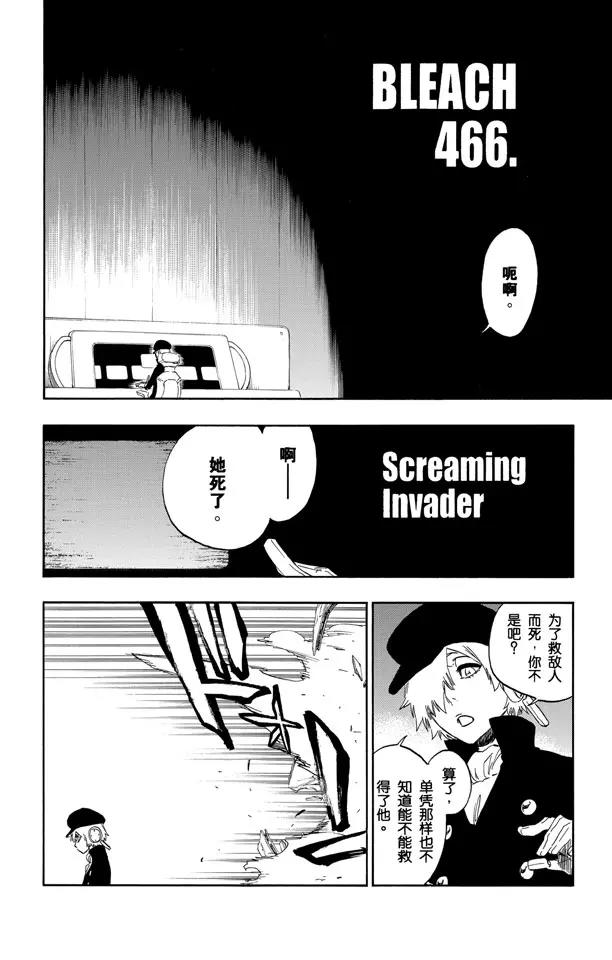 BLEACH
466.
呃啊。
Screaming
Invader
啊——
她死了。
为了救敌人
而死，你不
是吧？
算了，
单凭那样也不
知道能不能救
得了他。